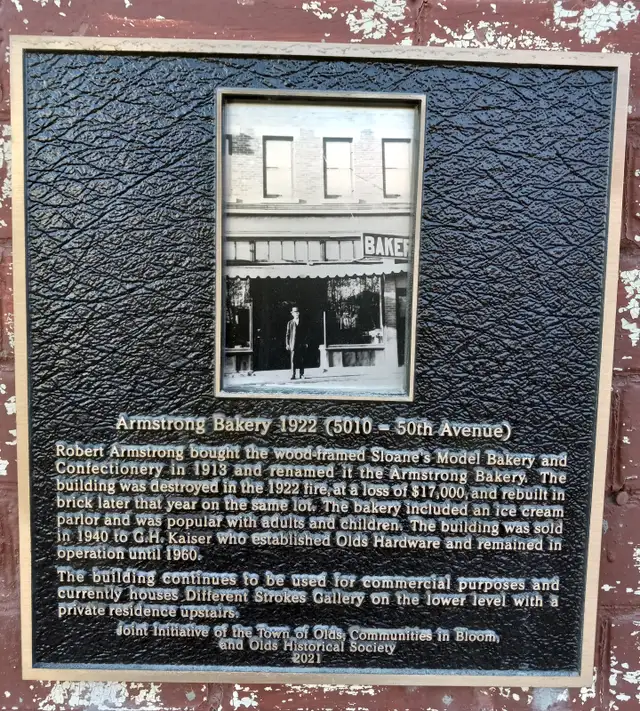 BAKER
Armstrong Bakery 1922 (5010 - 50th Avenue)
Robert Armstrong bought the wood-framed Sloane's Model Bakery and
Confectionery in 1913 and renamed it the Armstrong Bakery. The
building was destroyed in the 1922 fire, at a loss of $17,000, and rebuilt in
brick later that year on the same lot. The bakery included an ice cream
parlor and was popular with adults and children. The building was sold
in 1940 to C.H. Kaiser who established Olds Hardware and remained in
operation until 1960.
The building continues to be used for commercial purposes and
currently houses Different Strokes Gallery on the lower level with a
private residence upstairs.
Joint Initiative of the Town of Olds, Communities in Bloom,
and Olds Historical Society
2021